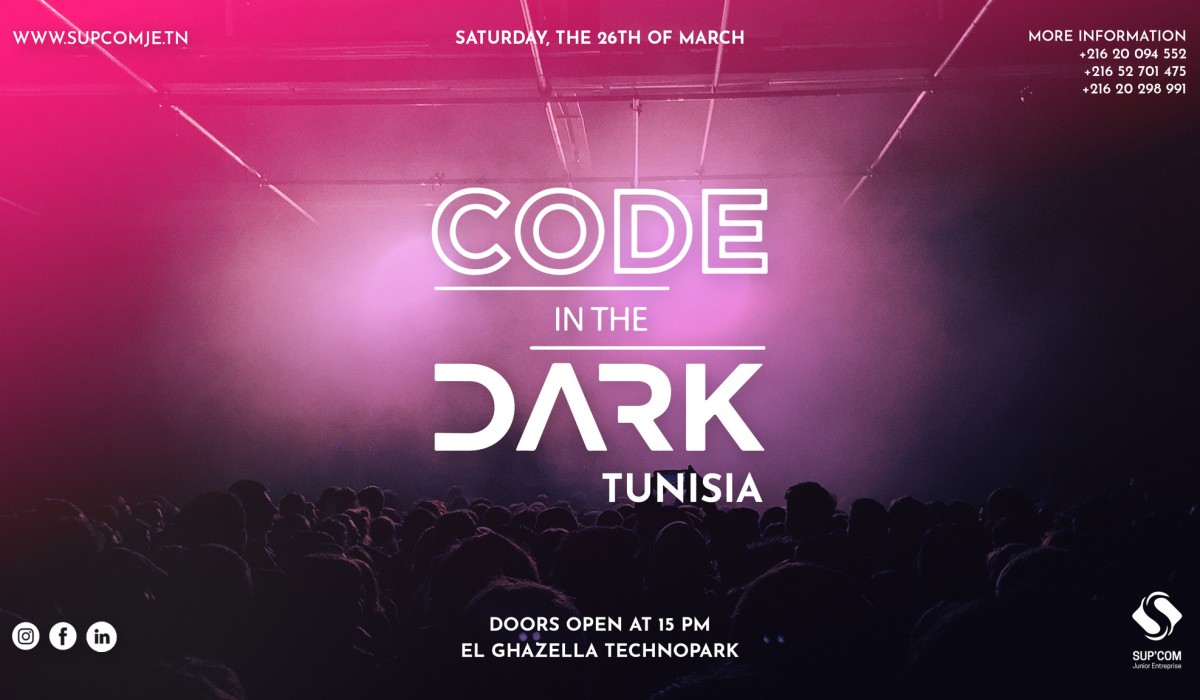 WWW.SUPCOMJE.TN
SATURDAY, THE 26TH OF MARCH
MORE INFORMATION
+216 20 094 552
+216 52 701 475
+216 20 298 991
CODE
IN THE
DARK
TUNISIA
DOORS OPEN AT 15 PM
EL GHAZELLA TECHNOPARK
SUP'COM
Junior Entreprise